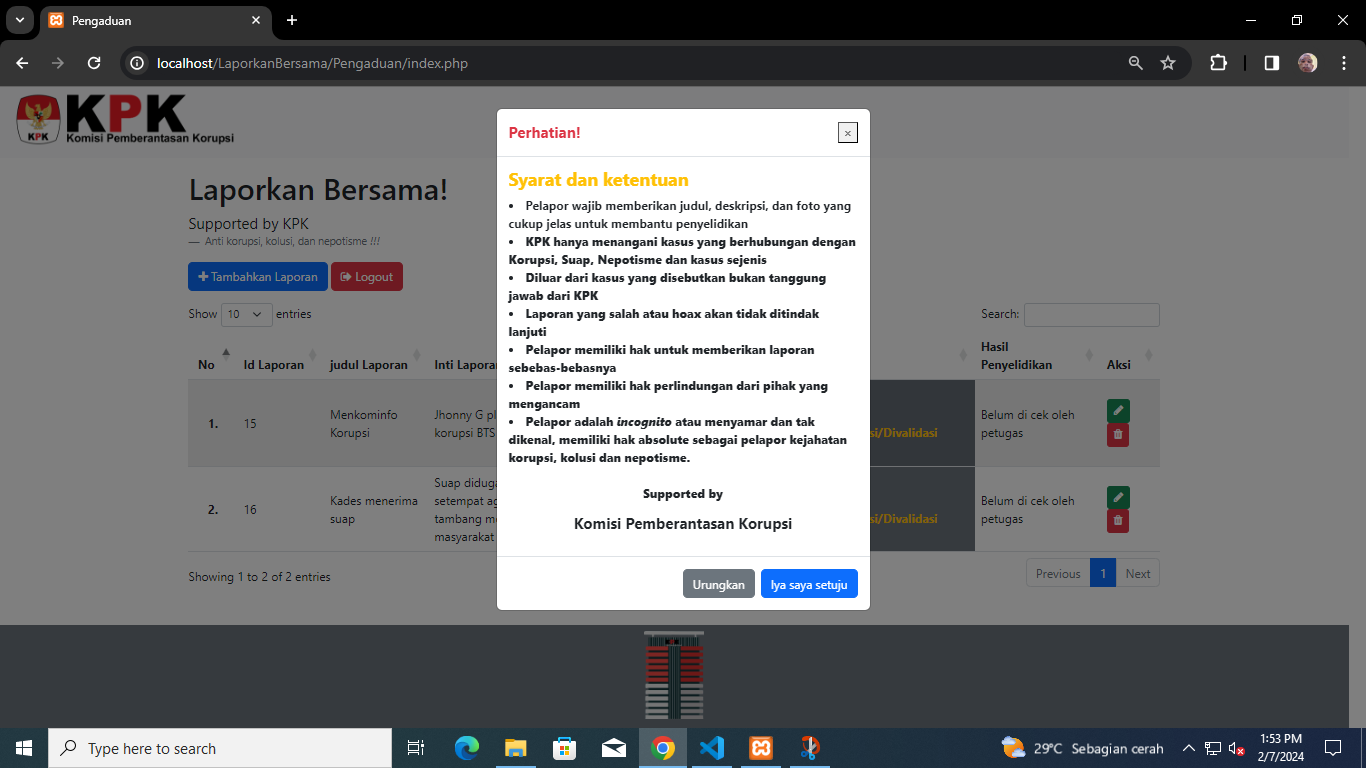 Pengaduan
localhost/LaporkanBersama/Pengaduan/index.php
KPK
KPK
Komisi Pemberantasan Korupsi
Perhatian!
×
Syarat dan ketentuan
• Pelapor wajib memberikan judul, deskripsi, dan foto yang
cukup jelas untuk membantu penyelidikan
• KPK hanya menangani kasus yang berhubungan dengan
Korupsi, Suap, Nepotisme dan kasus sejenis
• Diluar dari kasus yang disebutkan bukan tanggung
jawab dari KPK
• Laporan yang salah atau hoax akan tidak ditindak
lanjuti
• Pelapor memiliki hak untuk memberikan laporan
sebebas-bebasnya
• Pelapor memiliki hak perlindungan dari pihak yang
mengancam
• Pelapor adalah incognito atau menyamar dan tak
dikenal, memiliki hak absolute sebagai pelapor kejahatan
korupsi, kolusi dan nepotisme.
Supported by
Komisi Pemberantasan Korupsi
Urungkan Iya saya setuju
Laporkan Bersama!
Supported by KPK
— Anti korupsi, kolusi, dan nepotisme !!!
Tambahkan Laporan Logout
Show 10 entries Search:
No Id Laporan judul Laporan Inti Laporan Hasil
Penyelidikan Aksi
1. 15 Menkominfo
Korupsi Jhonny G pl
korupsi BTS si/Divalidasi Belum di cek oleh
petugas
2. 16 Kades menerima
suap Suap diduga
setempat ag
tambang me
masyarakat si/Divalidasi Belum di cek oleh
petugas
Showing 1 to 2 of 2 entries Previous 1 Next
Type here to search
29°C Sebagian cerah
1:53 PM
2/7/2024